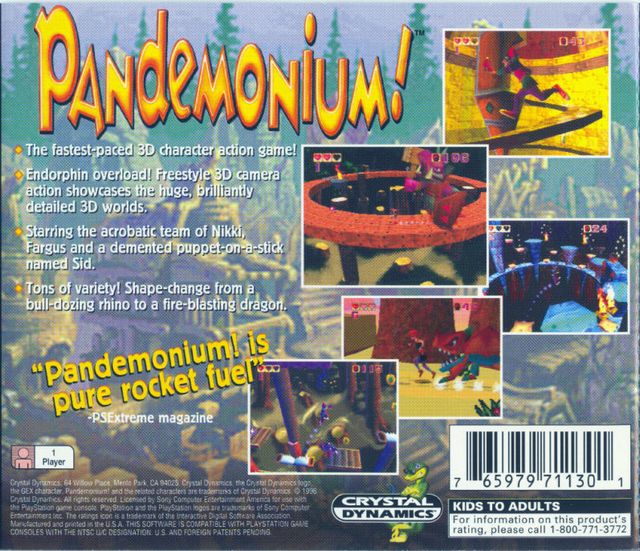 PANDEMONIUM!™
The fastest-paced 3D character action game!
Endorphin overload! Freestyle 3D camera
action showcases the huge, brilliantly
detailed 3D worlds.
Starring the acrobatic team of Nikki,
Fargus and a demented puppet-on-a-stick
named Sid.
Tons of variety! Shape-change from a
bull-dozing rhino to a fire-blasting dragon.
"Pandemonium! is
pure rocket fuel"
-PSExtreme magazine
1
Player
Crystal Dynamics, 64 Willow Place, Menlo Park, CA 94025. Crystal Dynamics, the Crystal Dynamics logo,
the GEX character, Pandemonium! and the related characters are trademarks of Crystal Dynamics. © 1996
Crystal Dynamics. All rights reserved. Licensed by Sony Computer Entertainment America for use with
the PlayStation game console. PlayStation and the PlayStation logos are trademarks of Sony Computer
Entertainment Inc. The ratings icon is a trademark of the Interactive Digital Software Association.
Manufactured and printed in the U.S.A. THIS SOFTWARE IS COMPATIBLE WITH PLAYSTATION GAME
CONSOLES WITH THE NTSC U/C DESIGNATION. U.S. AND FOREIGN PATENTS PENDING
CRYSTAL
DYNAMICS
7 65979 71130 1
KIDS TO ADULTS
For information on this product's
rating, please call 1-800-771-3772